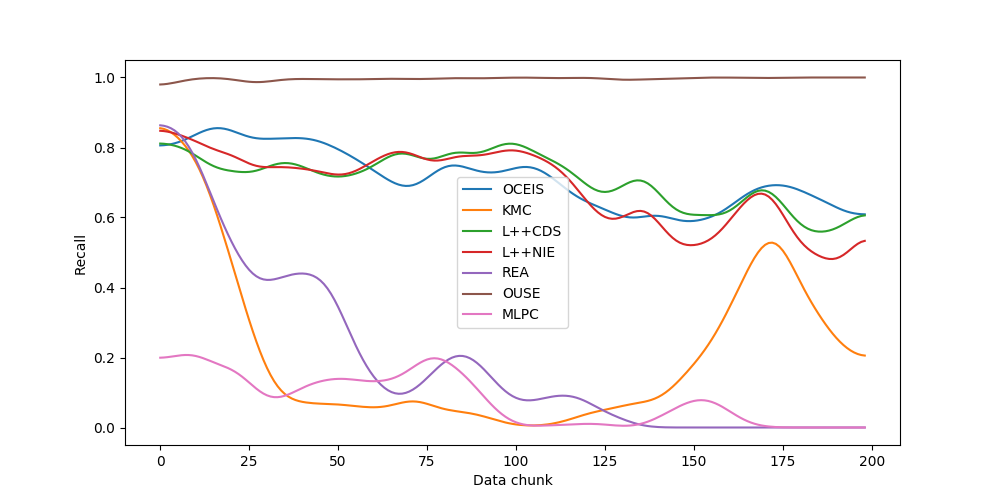 1.0
0.8
0.6
0.4
0.2
0.0
Recall
OCEIS
KMC
L++CDS
L++NIE
REA
OUSE
MLPC
0 25 50 75 100 125 150 175 200
Data chunk